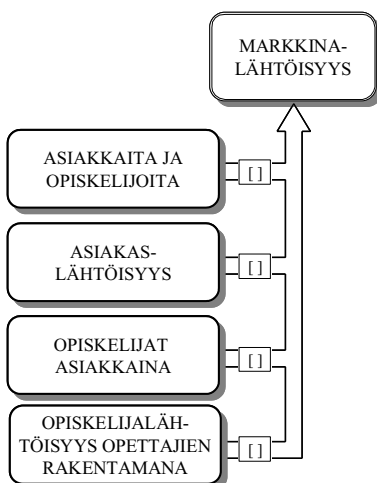 MARKKINA-
LÄHTÖISYYS
ASIAKKAITA JA
OPISKELIJOITA
[ ]
ASIAKAS-
LÄHTÖISYYS
[ ]
OPISKELIJAT
ASIAKKAINA
[ ]
OPISKELIJALÄH-
TÖISYYS OPETTAJIEN
RAKENTAMANA
[ ]